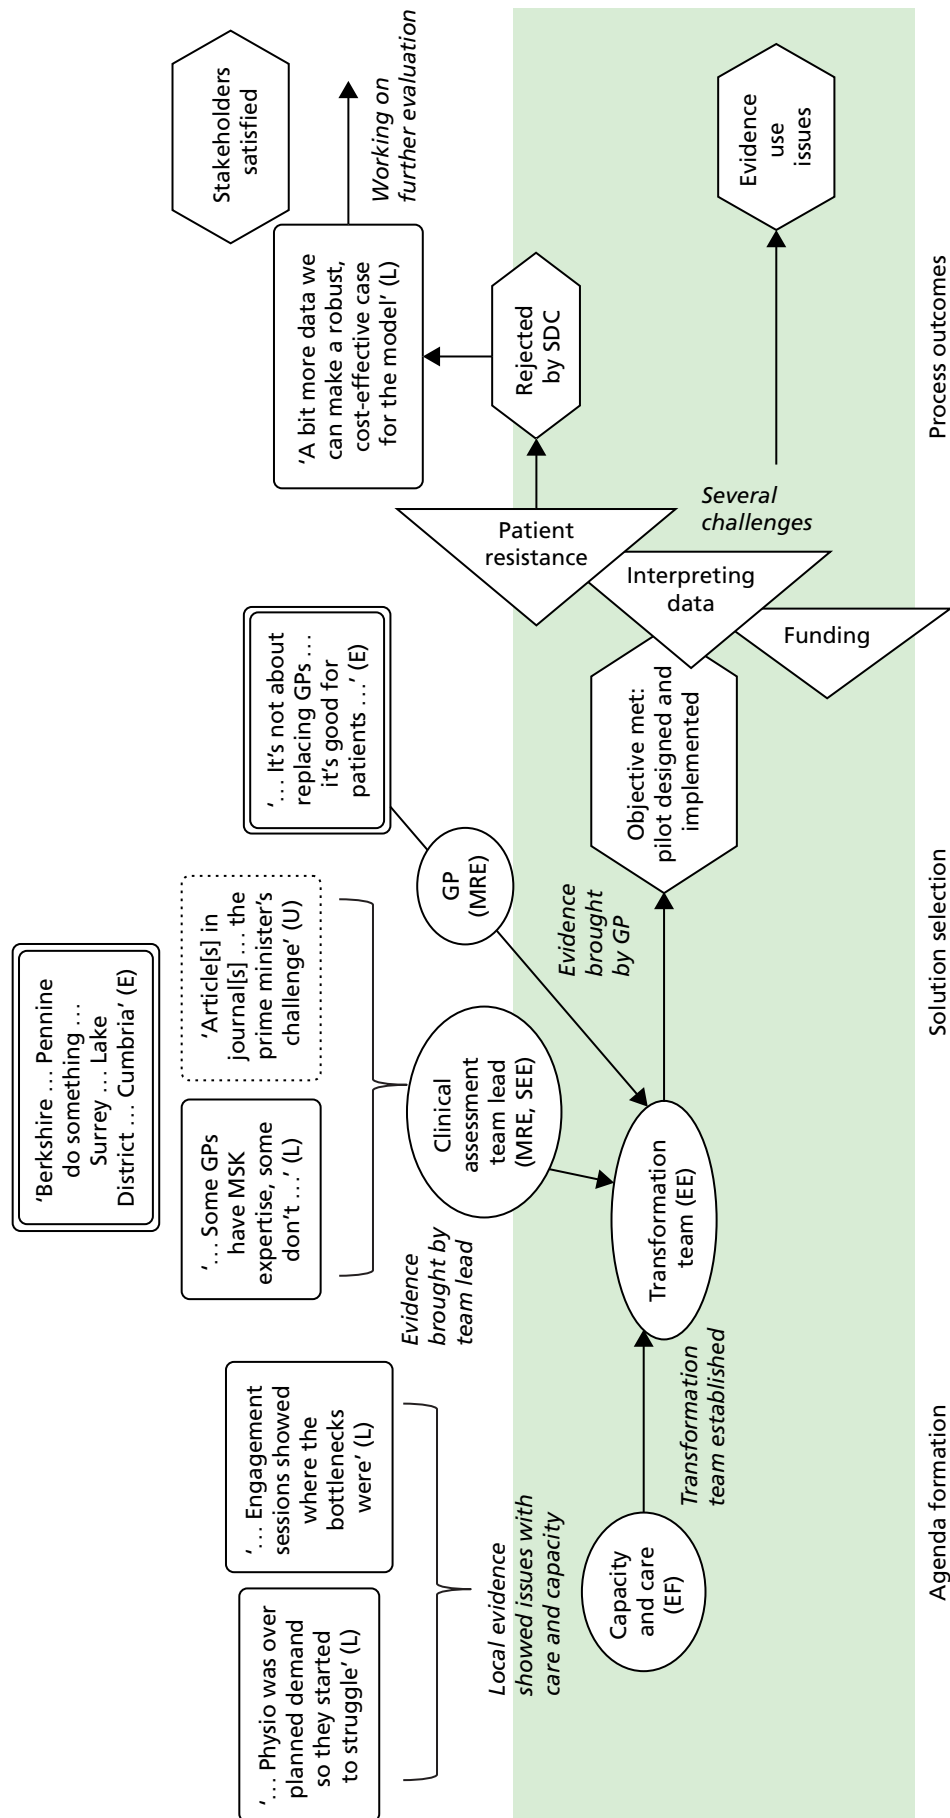 '… Physio was over
planned demand
so they started
to struggle' (L)
'… Engagement
sessions showed
where the
bottlenecks
were' (L)
Local evidence
showed issues with
care and capacity
Capacity
and care
(EF)
Transformation
team established
Agenda formation
'Berkshire … Pennine
do something …
Surrey … Lake
District … Cumbria' (E)
'… Some GPs
have MSK
expertise, some
don't …' (L)
'Article[s] in
journal[s] … the
prime minister's
challenge' (U)
Evidence
brought by
team lead
Clinical
assessment
team lead
(MRE, SEE)
'… It's not about
replacing GPs …
it's good for
patients …' (E)
GP
(MRE)
Evidence
brought
by GP
Transformation
team (EE)
Objective met:
pilot designed and
implemented
Solution selection
Patient
resistance
Interpreting
data
Funding
Several
challenges
Rejected
by SDC
'A bit more data we
can make a robust,
cost-effective case
for the model' (L)
Working on
further evaluation
Stakeholders
satisfied
Evidence
use
issues
Process outcomes